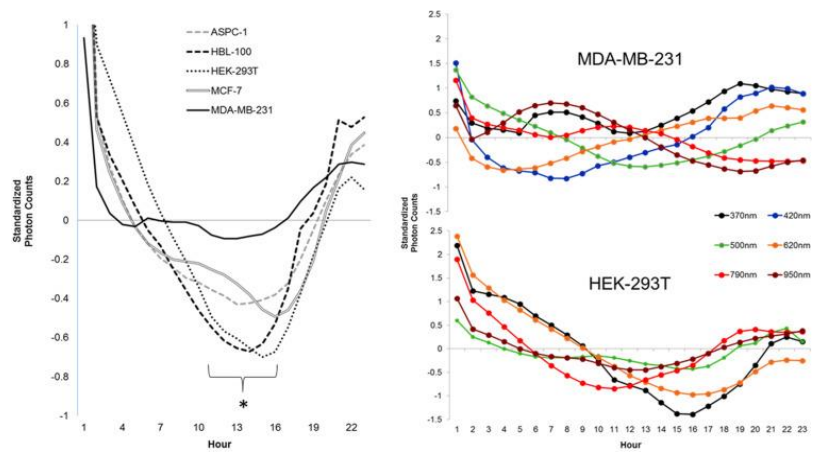 1
0.8
0.6
0.4
0.2
0
-0.2
-0.4
-0.6
-0.8
-1
Standardized
Photon Counts
ASPC-1
HBL-100
HEK-293T
MCF-7
MDA-MB-231
*
1 4 7 10 13 16 19 22
Hour
MDA-MB-231
2.5
2
1.5
1
0.5
0
-0.5
-1
-1.5
Standardized
Photon Counts
370nm 420nm
500nm 620nm
790nm 950nm
HEK-293T
2.5
2
1.5
1
0.5
0
-0.5
-1
-1.5
1 2 3 4 5 6 7 8 9 10 11 12 13 14 15 16 17 18 19 20 21 22 23
Hour